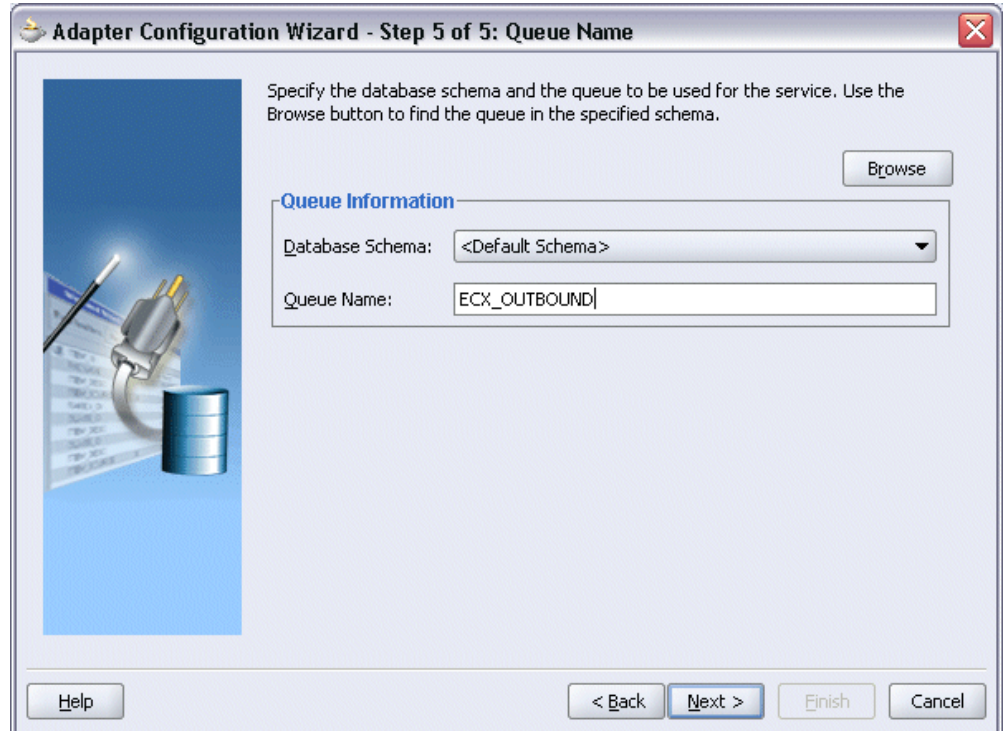 Adapter Configuration Wizard - Step 5 of 5: Queue Name
Specify the database schema and the queue to be used for the service. Use the
Browse button to find the queue in the specified schema.
Browse
Queue Information
Database Schema: <Default Schema>
Queue Name: ECX_OUTBOUND
Help
< Back
Next >
Finish
Cancel